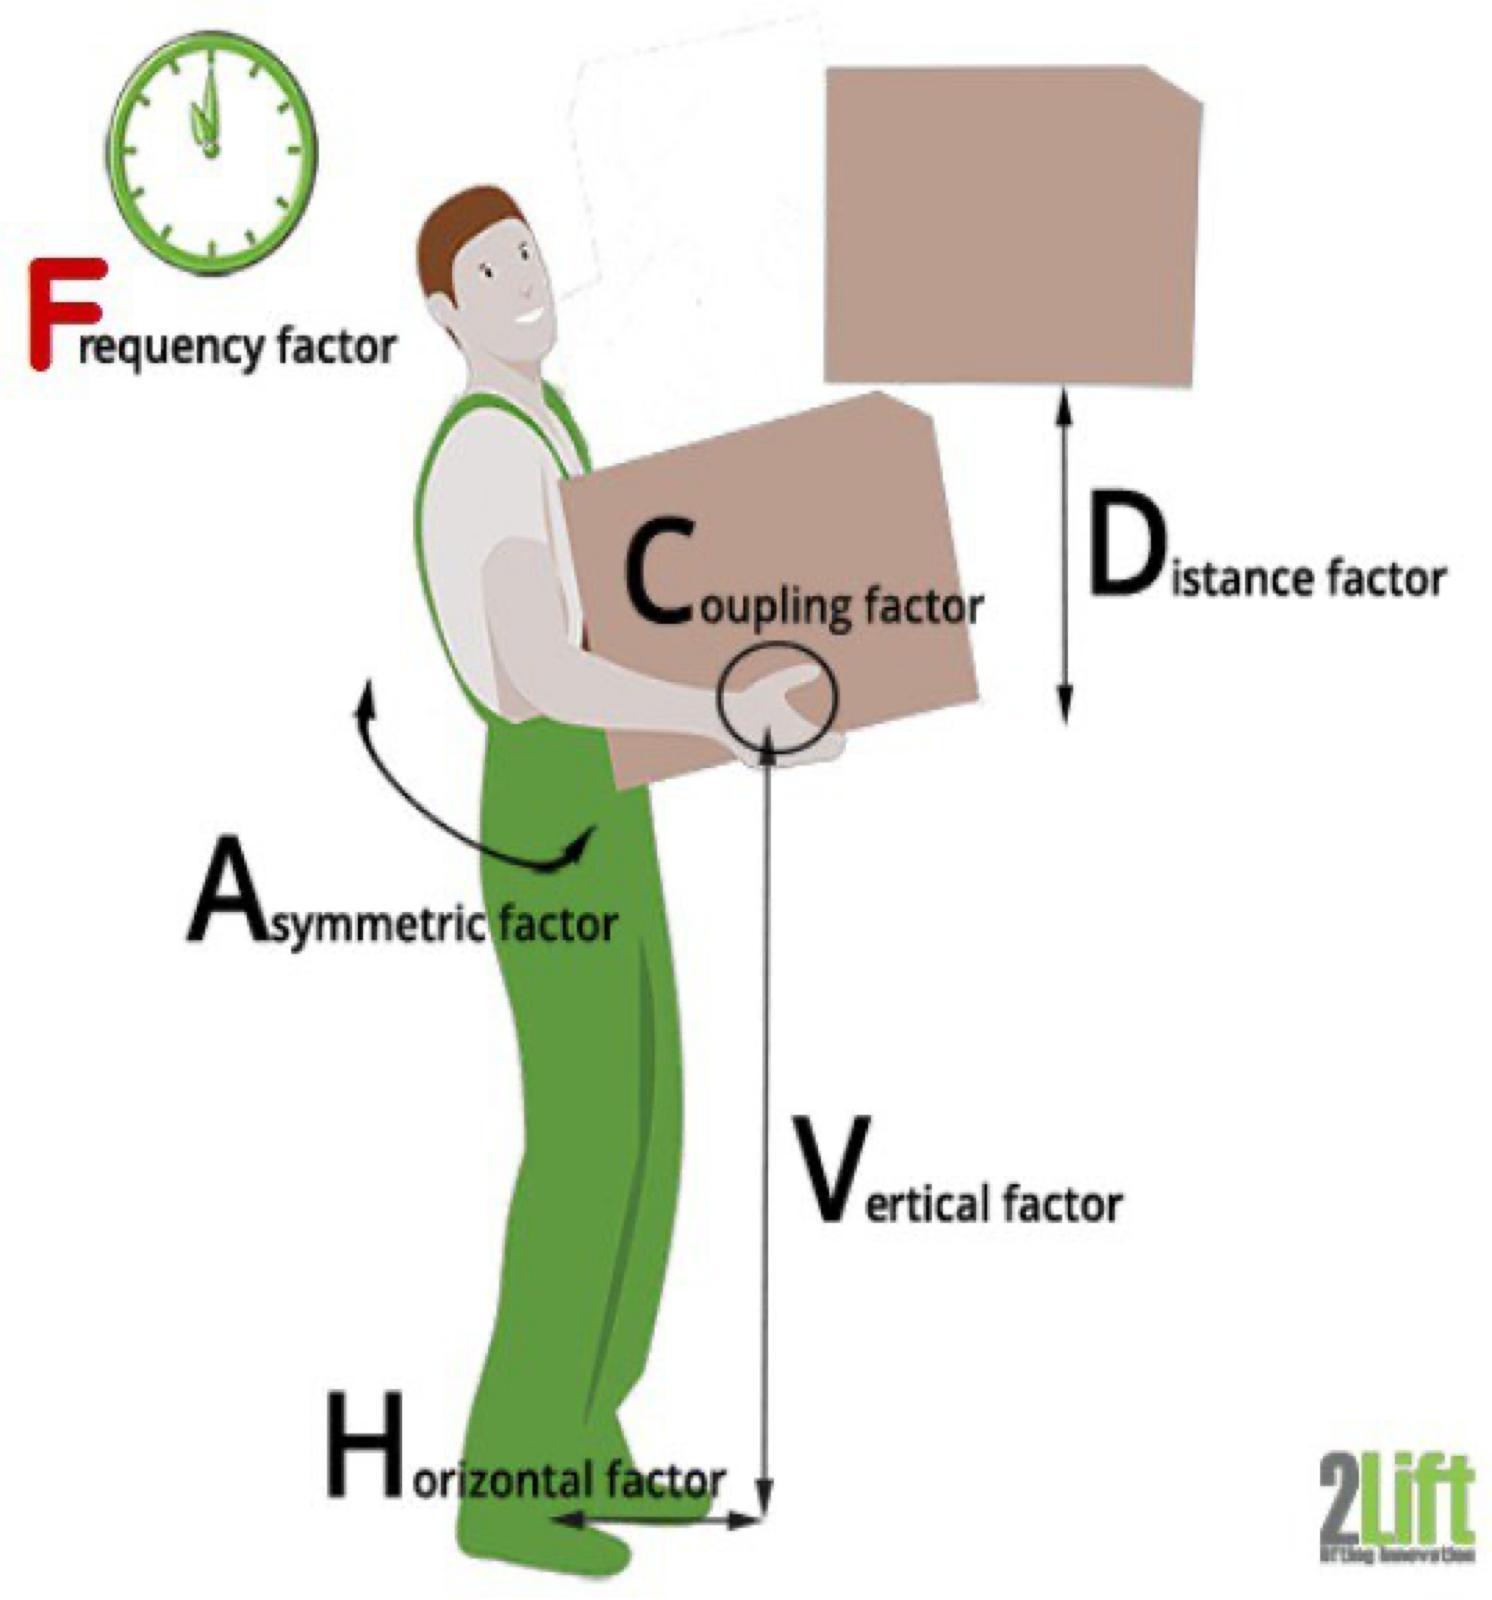 Frequency factor
Coupling factor
Distance factor
Asymmetric factor
Vertical factor
Horizontal factor
2Lift
lifting innovation